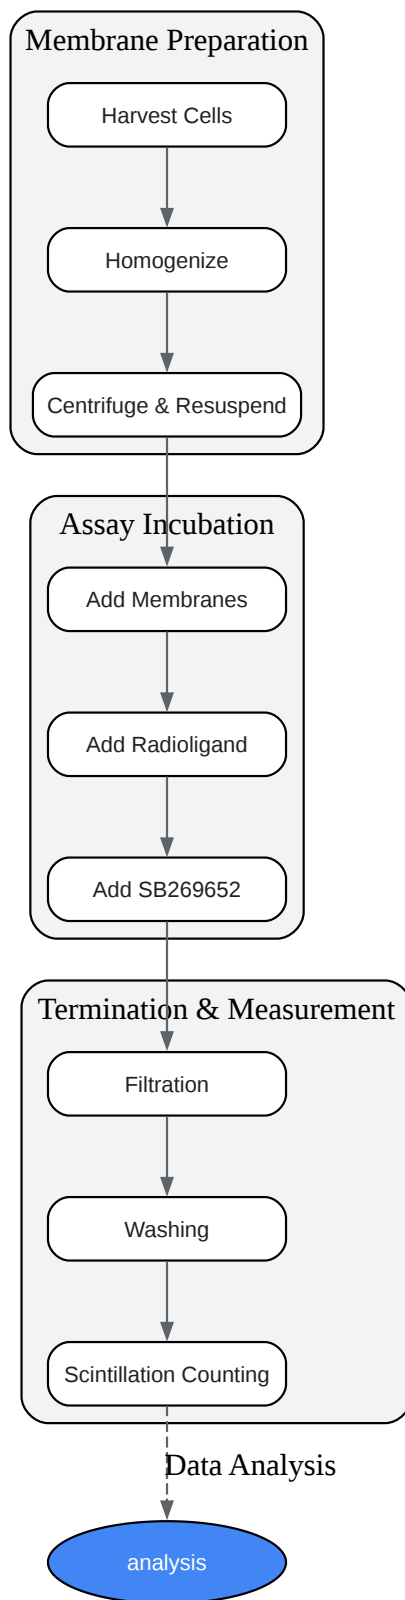 Membrane Preparation
Harvest Cells
Homogenize
Centrifuge & Resuspend
Assay Incubation
Add Membranes
Add Radioligand
Add SB269652
Termination & Measurement
Filtration
Washing
Scintillation Counting
Data Analysis
analysis